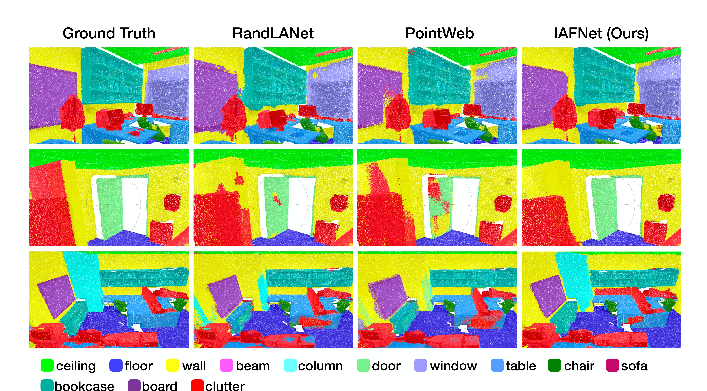 Ground Truth RandLANet PointWeb IAFNet (Ours)
ceiling floor wall beam column door window table chair sofa
bookcase board clutter